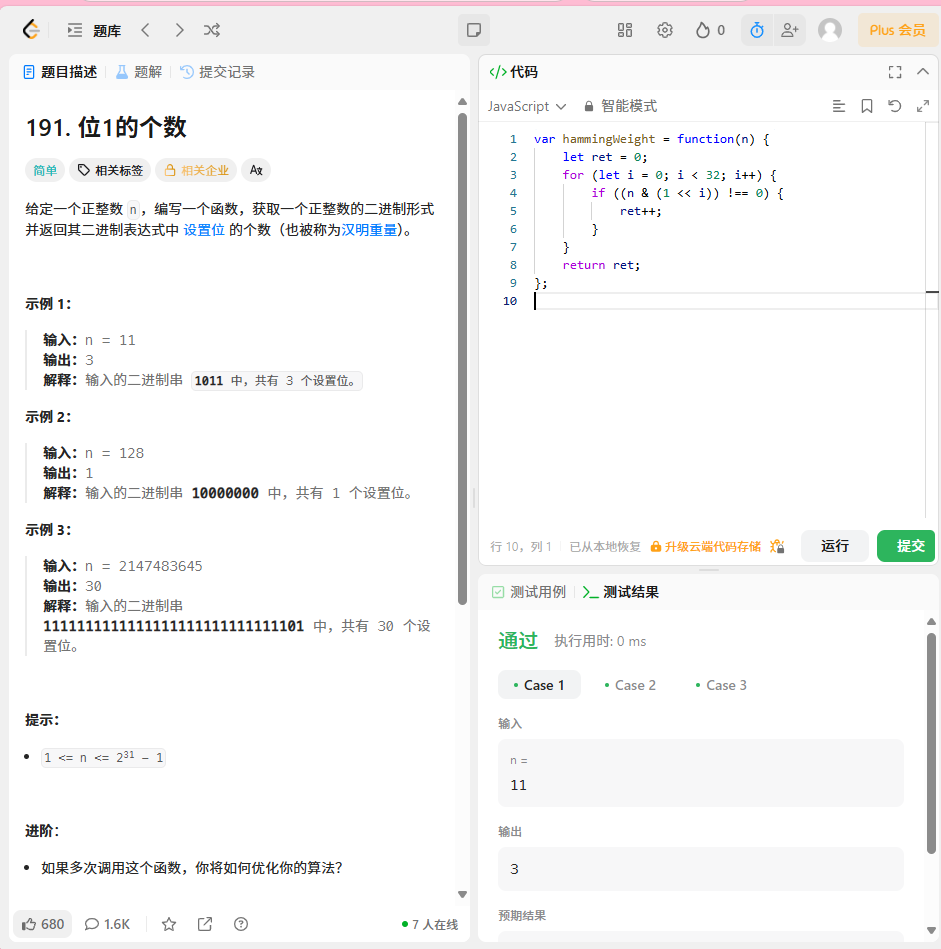 题库
0
Plus 会员
题目描述
题解
提交记录
191. 位1的个数
简单
相关标签
相关企业
给定一个正整数 n，编写一个函数，获取一个正整数的二进制形式
并返回其二进制表达式中 设置位 的个数（也被称为汉明重量）。
示例 1：
输入：n = 11
输出：3
解释：输入的二进制串 1011 中，共有 3 个设置位。
示例 2：
输入：n = 128
输出：1
解释：输入的二进制串 10000000 中，共有 1 个设置位。
示例 3：
输入：n = 2147483645
输出：30
解释：输入的二进制串
1111111111111111111111111111101 中，共有 30 个设
置位。
提示：
1 <= n <= 2³¹ - 1
进阶：
如果多次调用这个函数，你将如何优化你的算法？
680
1.6K
7 人在线
代码
JavaScript
智能模式
1 var hammingWeight = function(n) {
2     let ret = 0;
3     for (let i = 0; i < 32; i++) {
4         if ((n & (1 << i)) !== 0) {
5             ret++;
6         }
7     }
8     return ret;
9 };
10
行 10，列 1
已从本地恢复
升级云端代码存储
运行
提交
测试用例
测试结果
通过
执行用时: 0 ms
Case 1
Case 2
Case 3
输入
n =
11
输出
3
预期结果